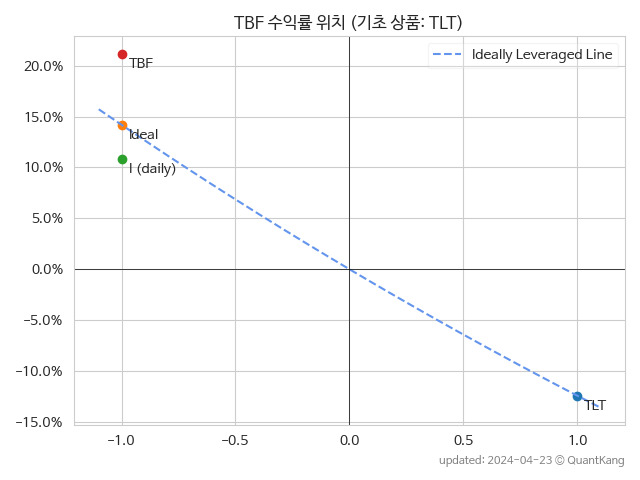 TBF 수익률 위치 (기초 상품: TLT)
Ideally Leveraged Line
20.0%
15.0%
10.0%
5.0%
0.0%
−5.0%
−10.0%
−15.0%
TBF
Ideal
I (daily)
TLT
−1.0 −0.5 0.0 0.5 1.0
updated: 2024-04-23 © QuantKang